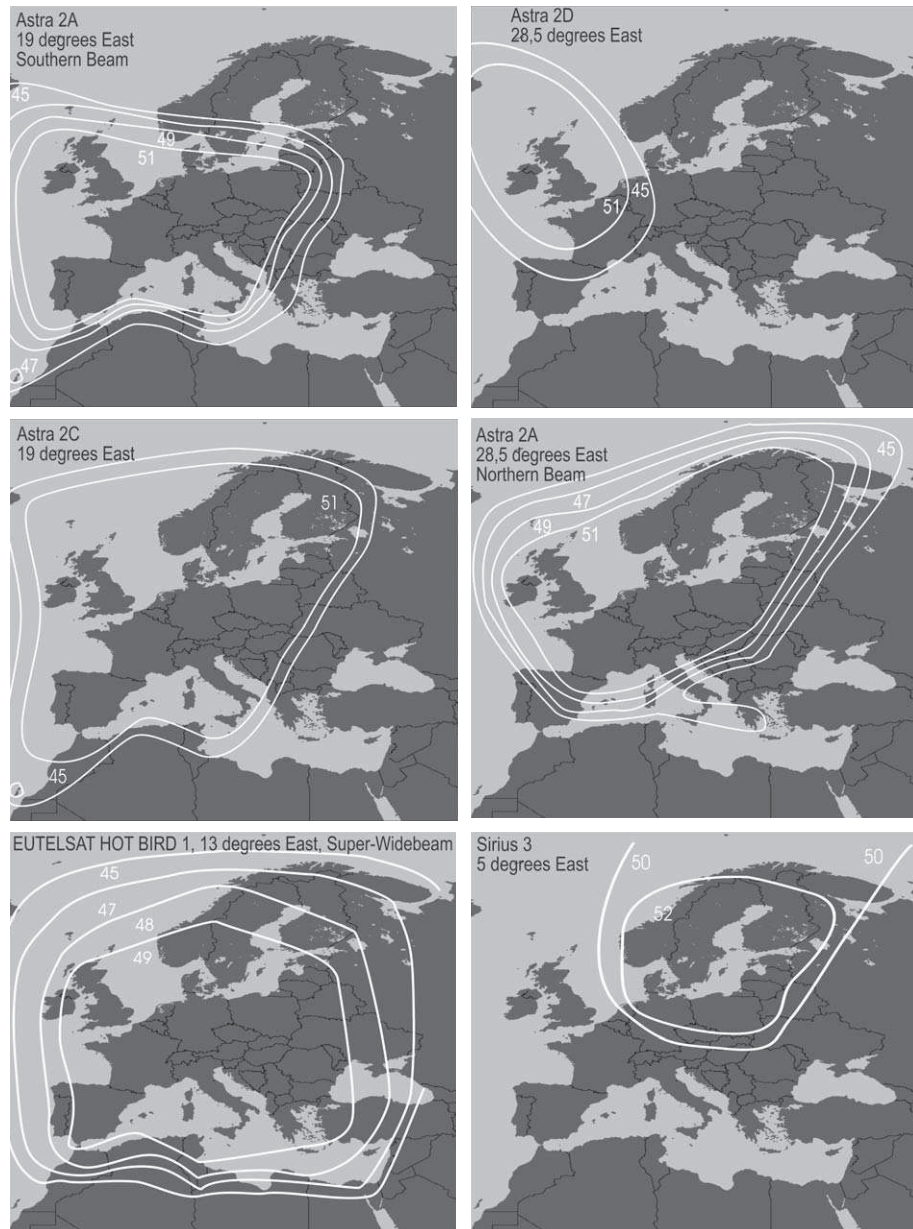 Astra 2A
19 degrees East
Southern Beam
45
49
51
47
Astra 2D
28,5 degrees East
45
51
Astra 2C
19 degrees East
51
45
Astra 2A
28,5 degrees East
Northern Beam
45
47
49
51
EUTELSAT HOT BIRD 1, 13 degrees East, Super-Widebeam
45
47
48
49
Sirius 3
5 degrees East
50
50
52